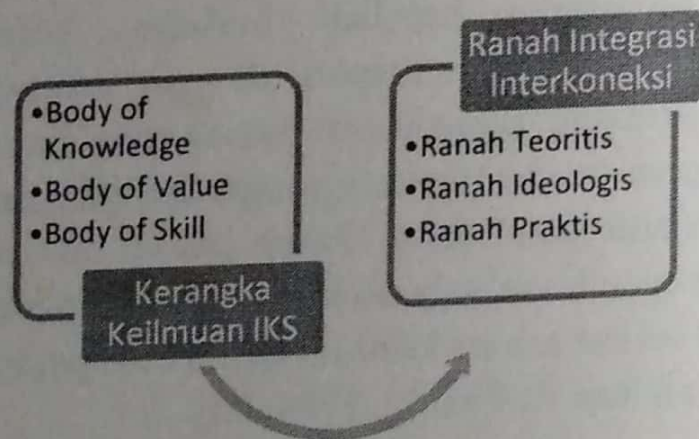 •Body of
Knowledge
•Body of Value
•Body of Skill
Kerangka
Keilmuan IKS
Ranah Integrasi
Interkoneksi
•Ranah Teoritis
•Ranah Ideologis
•Ranah Praktis